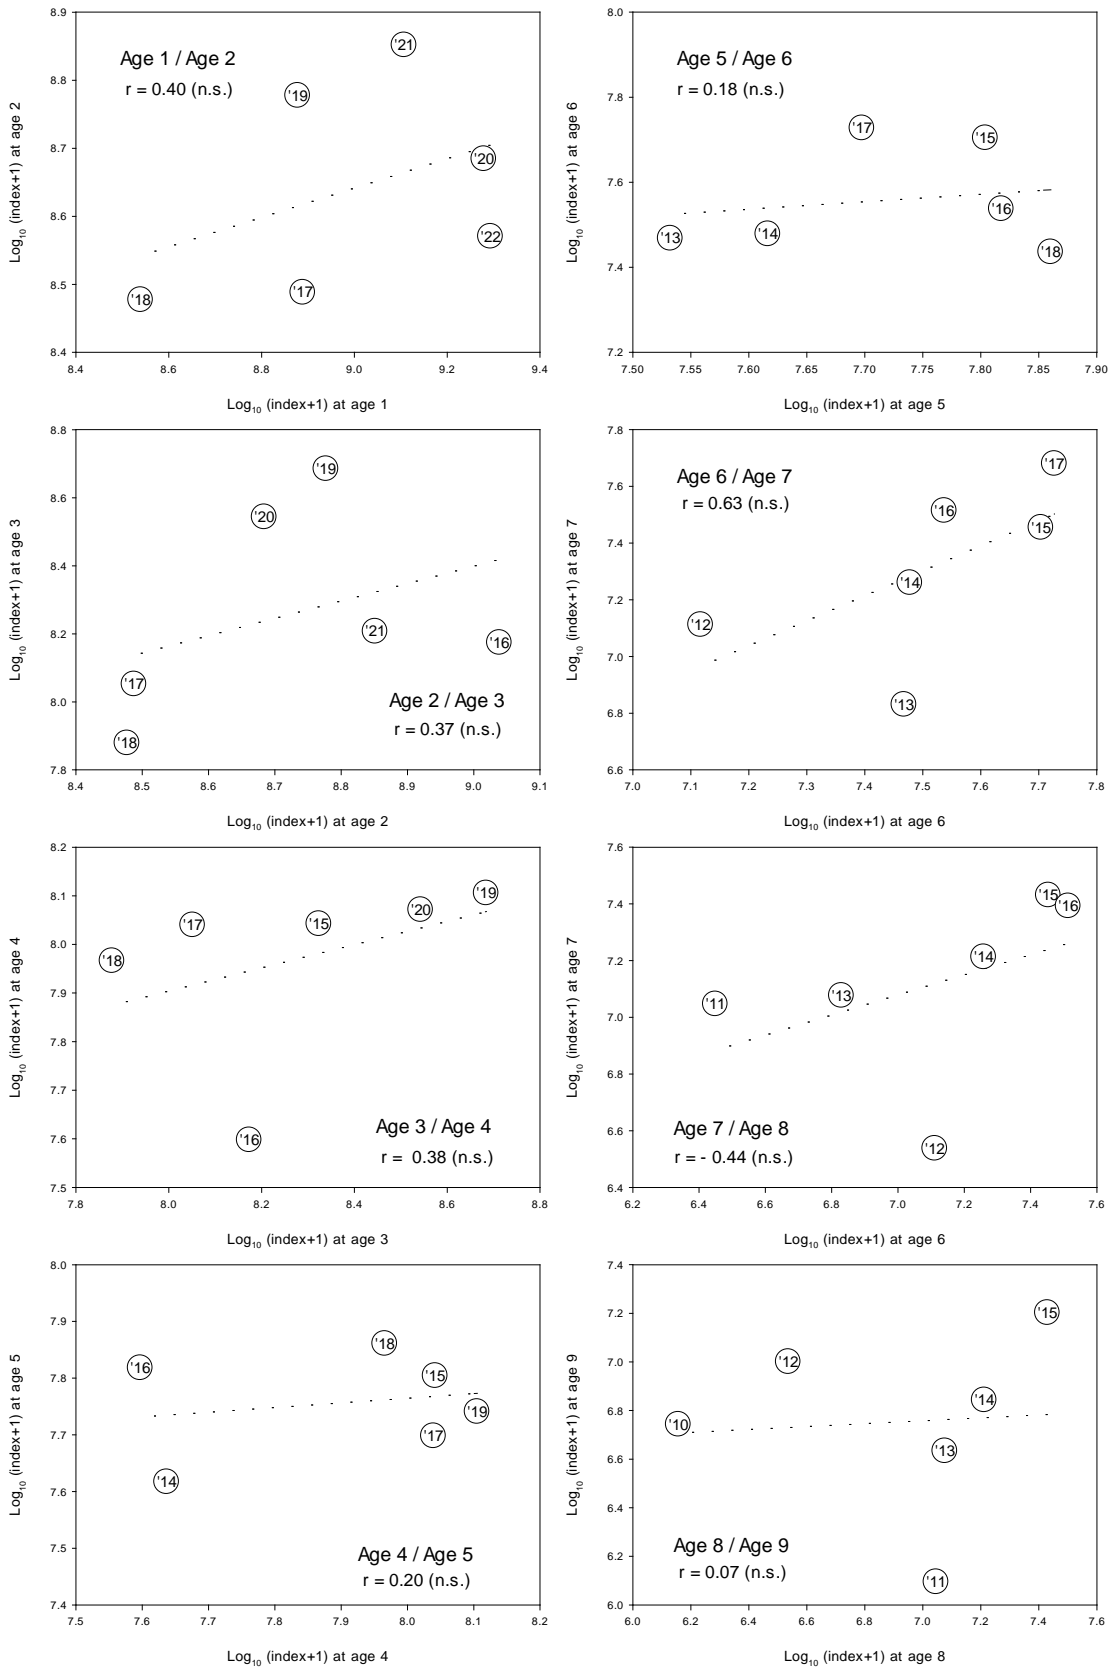 Log10 (index+1) at age 2
8.9
8.8
8.7
8.6
8.5
8.4
Age 1 / Age 2
r = 0.40 (n.s.)
'21
'19
'20
'22
'17
'18
8.4 8.6 8.8 9.0 9.2 9.4
Log10 (index+1) at age 1
Log10 (index+1) at age 6
8.0
7.8
7.6
7.4
7.2
Age 5 / Age 6
r = 0.18 (n.s.)
'17
'15
'16
'14
'13
'18
7.50 7.55 7.60 7.65 7.70 7.75 7.80 7.85 7.90
Log10 (index+1) at age 5
Log10 (index+1) at age 3
8.8
8.6
8.4
8.2
8.0
7.8
'19
'20
'21
'16
'17
'18
Age 2 / Age 3
r = 0.37 (n.s.)
8.4 8.5 8.6 8.7 8.8 8.9 9.0 9.1
Log10 (index+1) at age 2
Log10 (index+1) at age 7
7.8
7.6
7.4
7.2
7.0
6.8
6.6
Age 6 / Age 7
r = 0.63 (n.s.)
'17
'16
'15
'14
'12
'13
7.0 7.1 7.2 7.3 7.4 7.5 7.6 7.7 7.8
Log10 (index+1) at age 6
Log10 (index+1) at age 4
8.2
8.1
8.0
7.9
7.8
7.7
7.6
7.5
'19
'20
'15
'17
'18
'16
Age 3 / Age 4
r = 0.38 (n.s.)
7.8 8.0 8.2 8.4 8.6 8.8
Log10 (index+1) at age 3
Log10 (index+1) at age 7
7.6
7.4
7.2
7.0
6.8
6.6
6.4
'15
'16
'14
'13
'11
'12
Age 7 / Age 8
r = - 0.44 (n.s.)
6.2 6.4 6.6 6.8 7.0 7.2 7.4 7.6
Log10 (index+1) at age 6
Log10 (index+1) at age 5
8.0
7.9
7.8
7.7
7.6
7.5
7.4
'18
'16
'15
'19
'17
'14
Age 4 / Age 5
r = 0.20 (n.s.)
7.5 7.6 7.7 7.8 7.9 8.0 8.1 8.2
Log10 (index+1) at age 4
Log10 (index+1) at age 9
7.4
7.2
7.0
6.8
6.6
6.4
6.2
6.0
'15
'12
'14
'10
'13
'11
Age 8 / Age 9
r = 0.07 (n.s.)
6.0 6.2 6.4 6.6 6.8 7.0 7.2 7.4 7.6
Log10 (index+1) at age 8